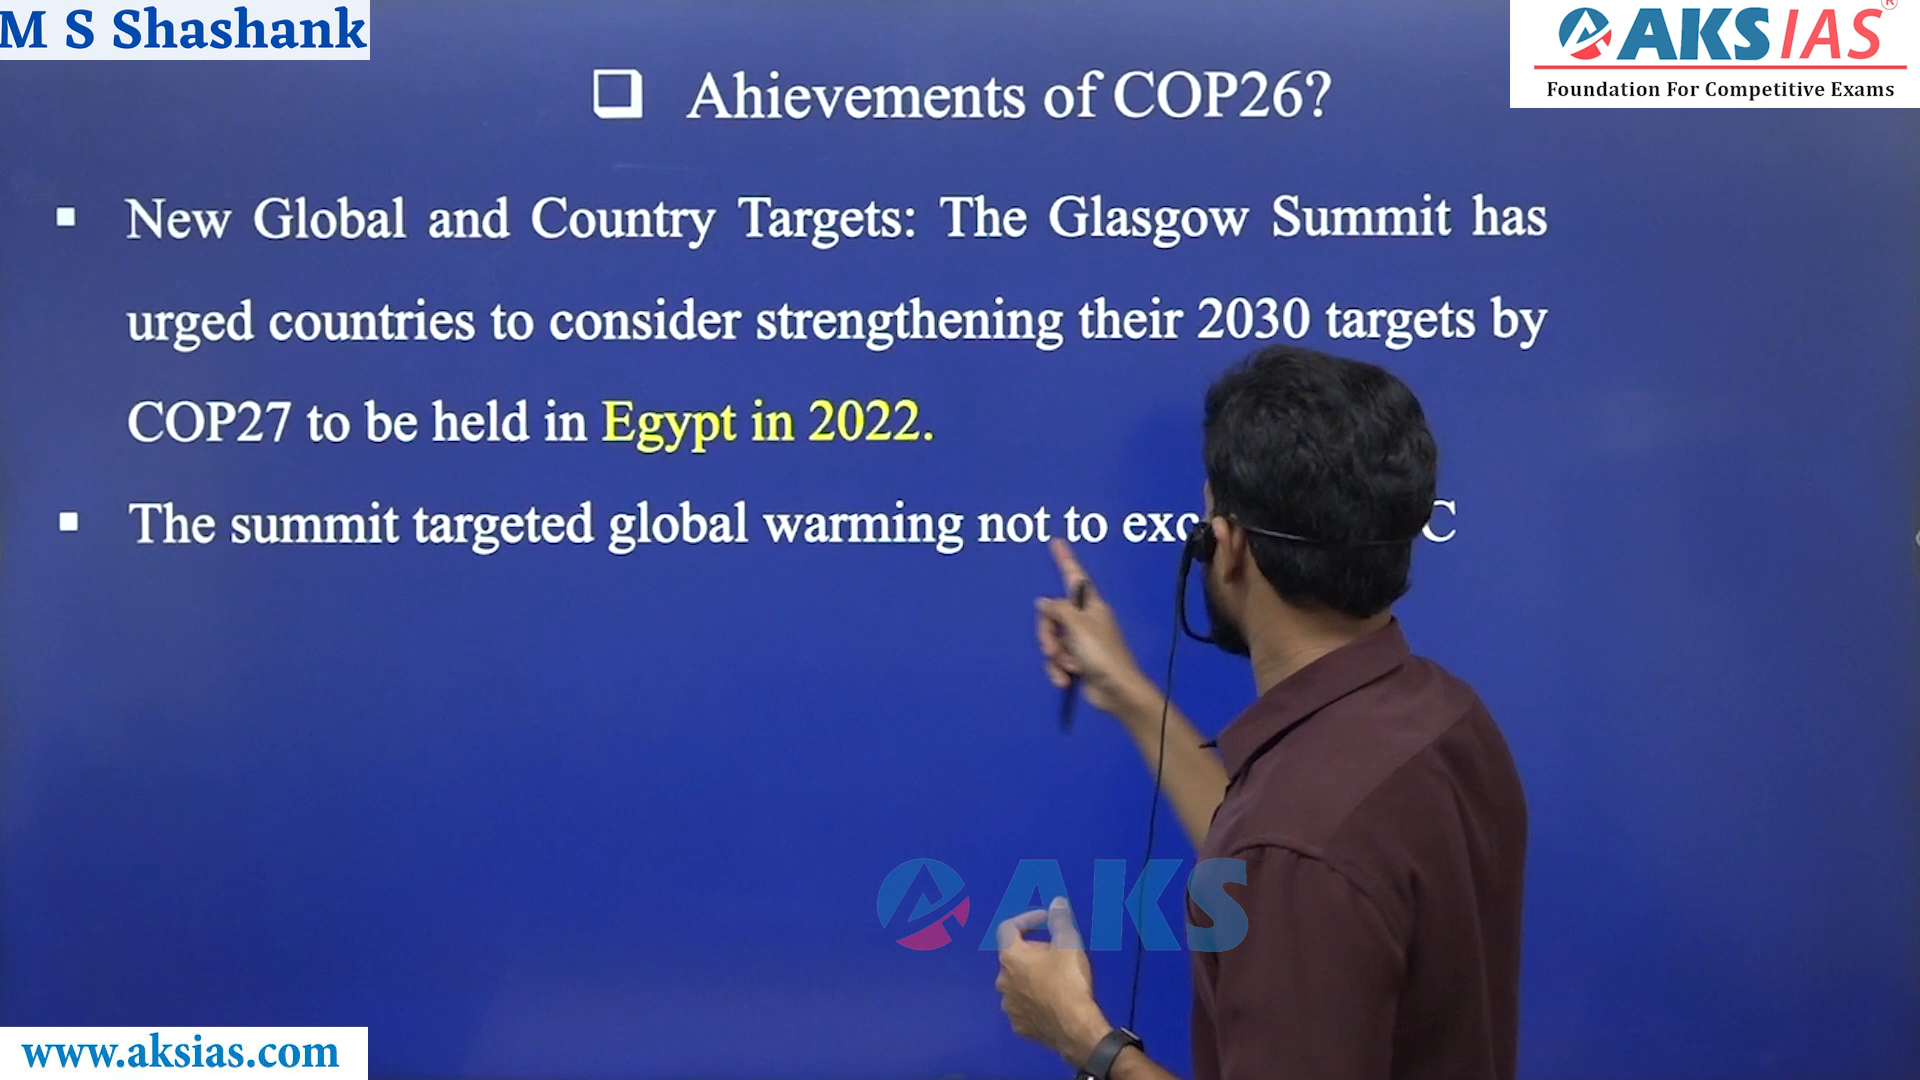 M S Shashank
AKS IAS®
Foundation For Competitive Exams
❑ Ahievements of COP26?
▪ New Global and Country Targets: The Glasgow Summit has
urged countries to consider strengthening their 2030 targets by
COP27 to be held in Egypt in 2022.
▪ The summit targeted global warming not to exc C
AKS
www.aksias.com